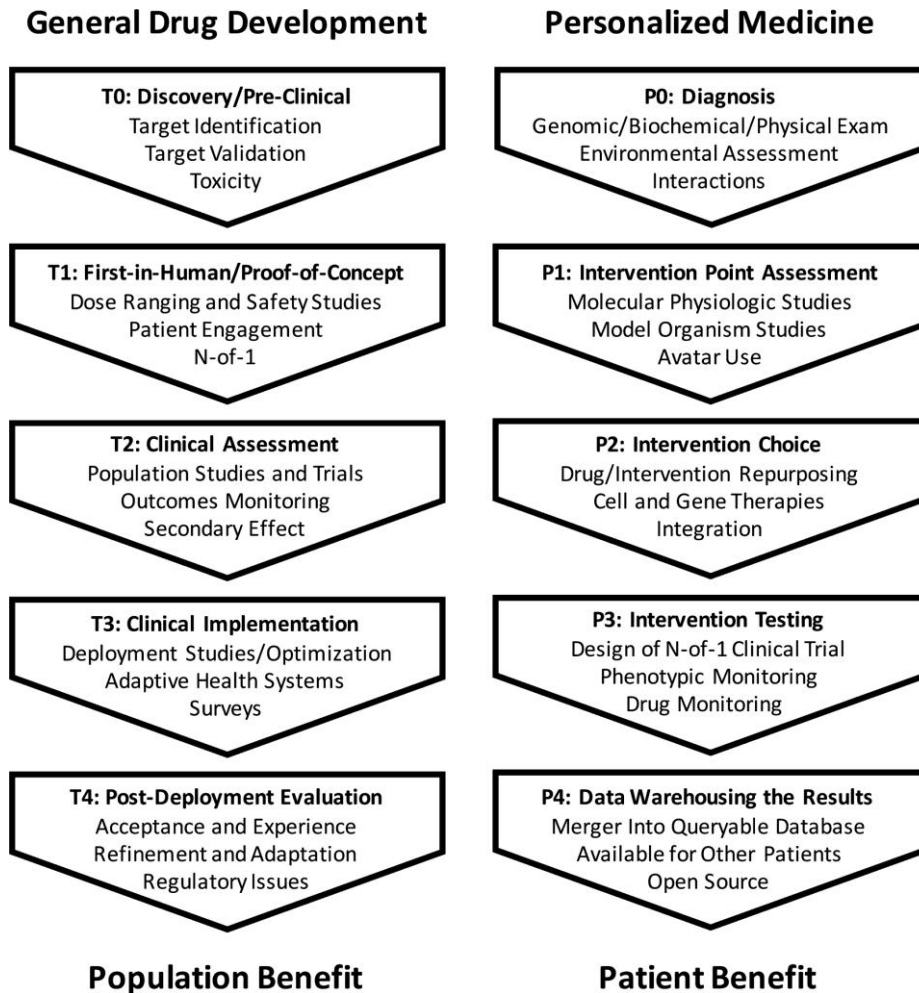 General Drug Development
T0: Discovery/Pre-Clinical
Target Identification
Target Validation
Toxicity
T1: First-in-Human/Proof-of-Concept
Dose Ranging and Safety Studies
Patient Engagement
N-of-1
T2: Clinical Assessment
Population Studies and Trials
Outcomes Monitoring
Secondary Effect
T3: Clinical Implementation
Deployment Studies/Optimization
Adaptive Health Systems
Surveys
T4: Post-Deployment Evaluation
Acceptance and Experience
Refinement and Adaptation
Regulatory Issues
Population Benefit
Personalized Medicine
P0: Diagnosis
Genomic/Biochemical/Physical Exam
Environmental Assessment
Interactions
P1: Intervention Point Assessment
Molecular Physiologic Studies
Model Organism Studies
Avatar Use
P2: Intervention Choice
Drug/Intervention Repurposing
Cell and Gene Therapies
Integration
P3: Intervention Testing
Design of N-of-1 Clinical Trial
Phenotypic Monitoring
Drug Monitoring
P4: Data Warehousing the Results
Merger Into Queryable Database
Available for Other Patients
Open Source
Patient Benefit